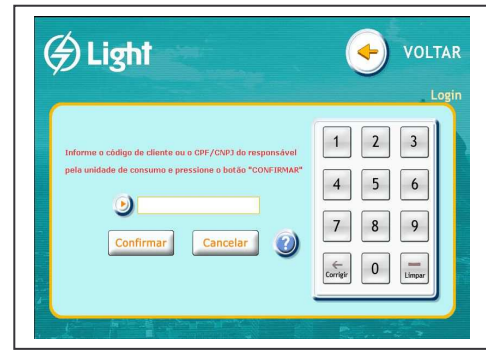 Light
VOLTAR
Login
Informe o código de cliente ou o CPF/CNPJ do responsável
pela unidade de consumo e pressione o botão "CONFIRMAR"
Confirmar
Cancelar
?
1 2 3
4 5 6
7 8 9
Corrigir 0 Limpar